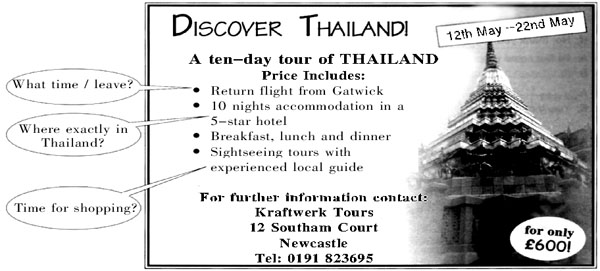 DISCOVER THAILAND!
12th May --22nd May
A ten-day tour of THAILAND
Price Includes:
What time / leave?
• Return flight from Gatwick
• 10 nights accommodation in a
5-star hotel
Where exactly in
Thailand?
• Breakfast, lunch and dinner
• Sightseeing tours with
experienced local guide
Time for shopping?
For further information contact:
Kraftwerk Tours
12 Southam Court
Newcastle
Tel: 0191 823695
for only
£600!